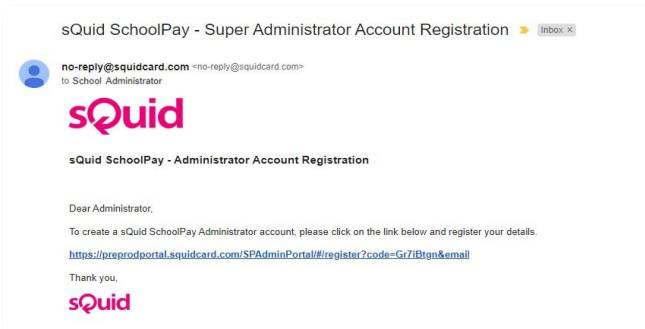 sQuid SchoolPay - Super Administrator Account Registration Inbox ×
no-reply@squidcard.com <no-reply@squidcard.com>
to School Administrator
sQuid
sQuid SchoolPay - Administrator Account Registration
Dear Administrator,
To create a sQuid SchoolPay Administrator account, please click on the link below and register your details.
https://preprodportal.squidcard.com/SPAdminPortal/#/register?code=Gr7iBtgn&email
Thank you,
sQuid